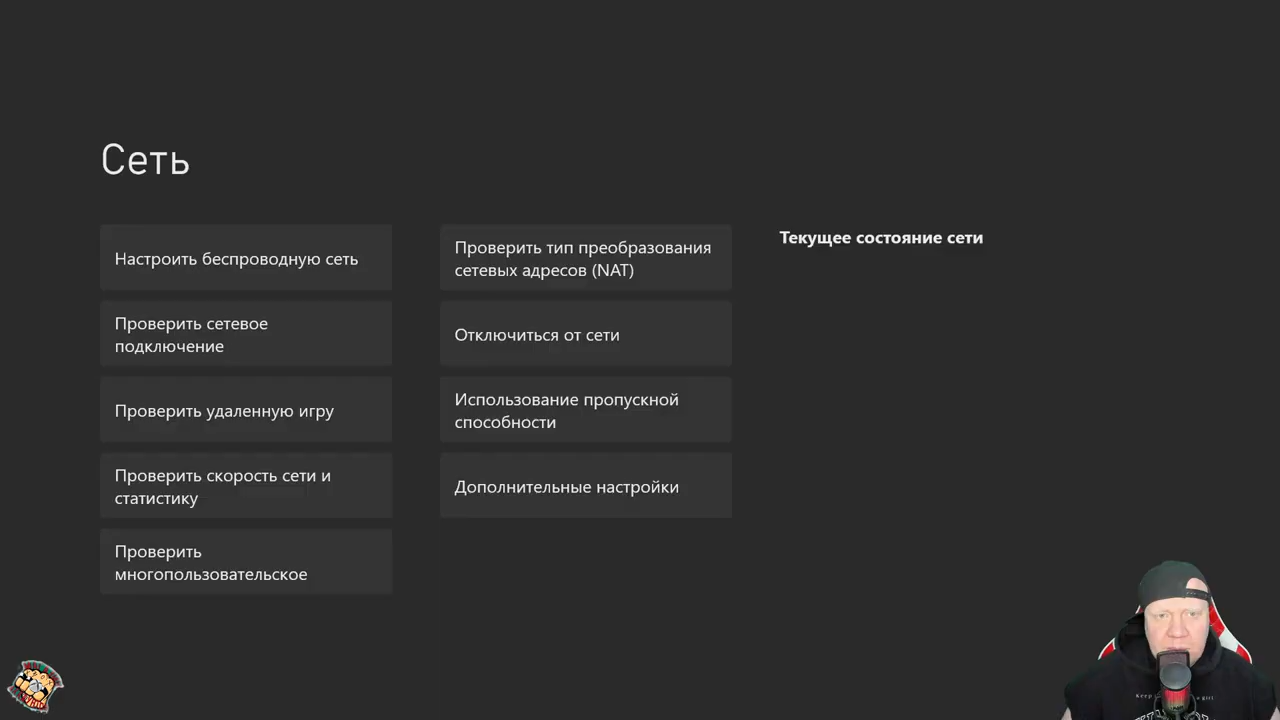 Сеть
Настроить беспроводную сеть
Проверить сетевое
подключение
Проверить удаленную игру
Проверить скорость сети и
статистику
Проверить
многопользовательское
Проверить тип преобразования
сетевых адресов (NAT)
Отключиться от сети
Использование пропускной
способности
Дополнительные настройки
Текущее состояние сети